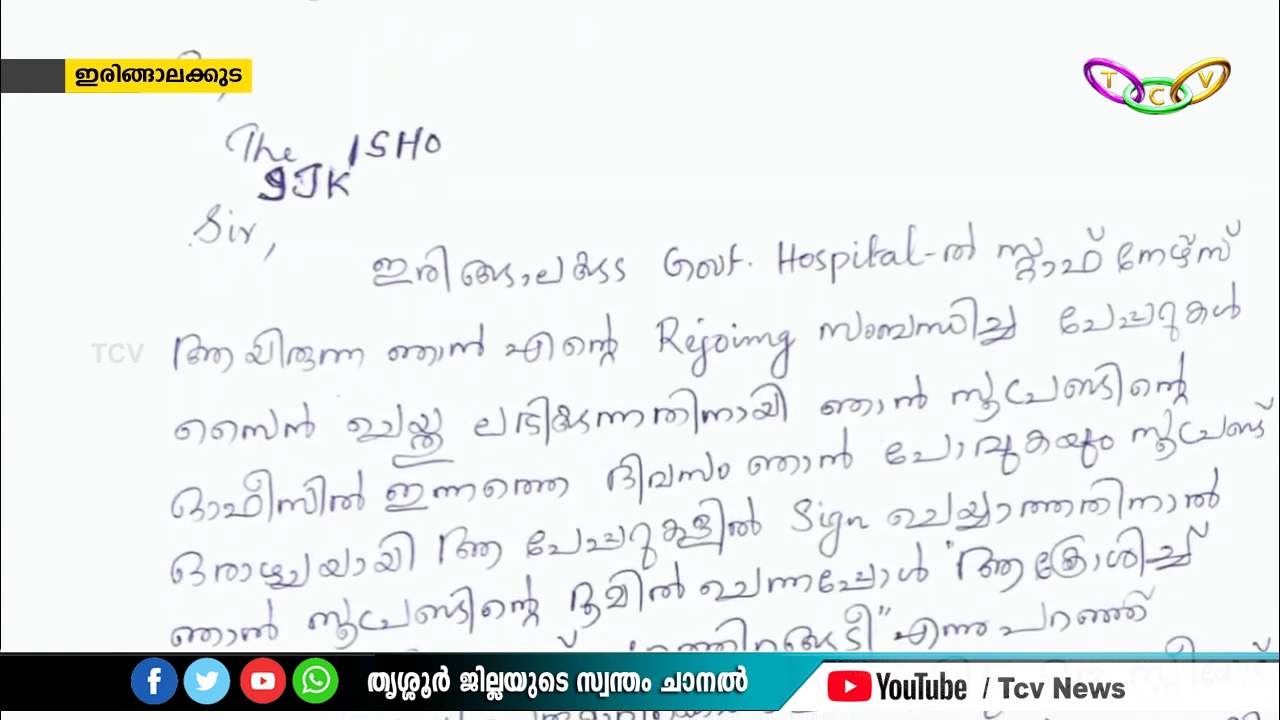 ഇരിങ്ങാലക്കുട
T C V
The ISHO
IJK
Sir,
ഇരിങ്ങാലക്കുട Govt. Hospital-ൽ സ്റ്റാഫ് നേഴ്സ്
TCV
ആയിരുന്ന ഞാൻ എന്റെ Rejoing സംബന്ധിച്ച പേപ്പറുകൾ
സൈൻ ചെയ്തു ലഭിക്കുന്നതിനായി ഞാൻ സൂപ്രണ്ടിന്റെ
ഓഫീസിൽ ഇന്നത്തെ ദിവസം ഞാൻ പോവുകയും സൂപ്രണ്ട്
ഒരാഴ്ചയായി ആ പേപ്പറുകളിൽ Sign ചെയ്യാത്തതിനാൽ
ഞാൻ സൂപ്രണ്ടിന്റെ റൂമിൽ ചെന്നപ്പോൾ "ആക്രോശിച്ച്
എന്നു പറഞ്ഞ്
തൃശ്ശൂർ ജില്ലയുടെ സ്വന്തം ചാനൽ
YouTube / Tcv News